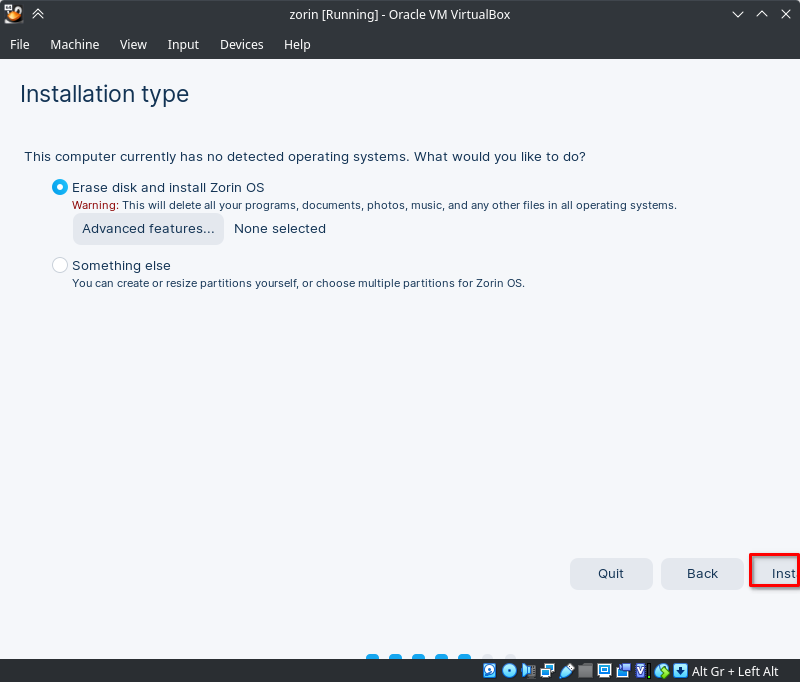 zorin [Running] - Oracle VM VirtualBox
File Machine View Input Devices Help
Installation type
This computer currently has no detected operating systems. What would you like to do?
Erase disk and install Zorin OS
Warning: This will delete all your programs, documents, photos, music, and any other files in all operating systems.
Advanced features... None selected
Something else
You can create or resize partitions yourself, or choose multiple partitions for Zorin OS.
Quit Back Inst
Alt Gr + Left Alt